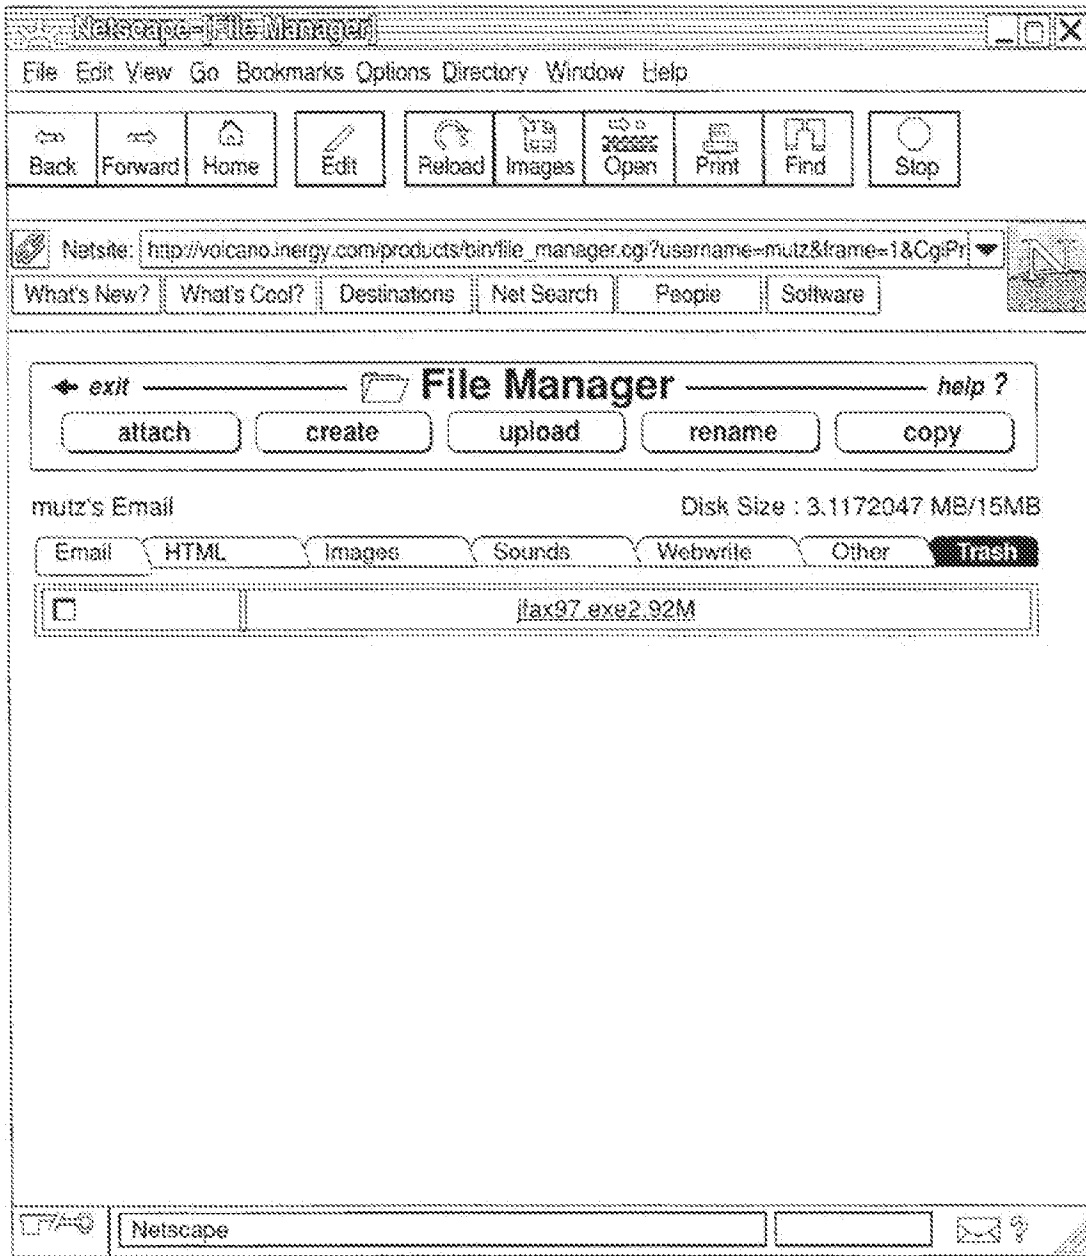 Netscape-[File Manager]
File Edit View Go Bookmarks Options Directory Window Help
Back Forward Home Edit Reload Images Open Print Find Stop
Netsite: http://volcano.inergy.com/products/bin/file_manager.cgi?username=mutz&frame=1&CgiPr
N
What's New? What's Cool? Destinations Net Search People Software
exit File Manager help ?
attach create upload rename copy
mutz's Email Disk Size : 3.1172047 MB/15MB
Email HTML Images Sounds Webwrite Other Trash
jfax97.exe2.92M
Netscape ?